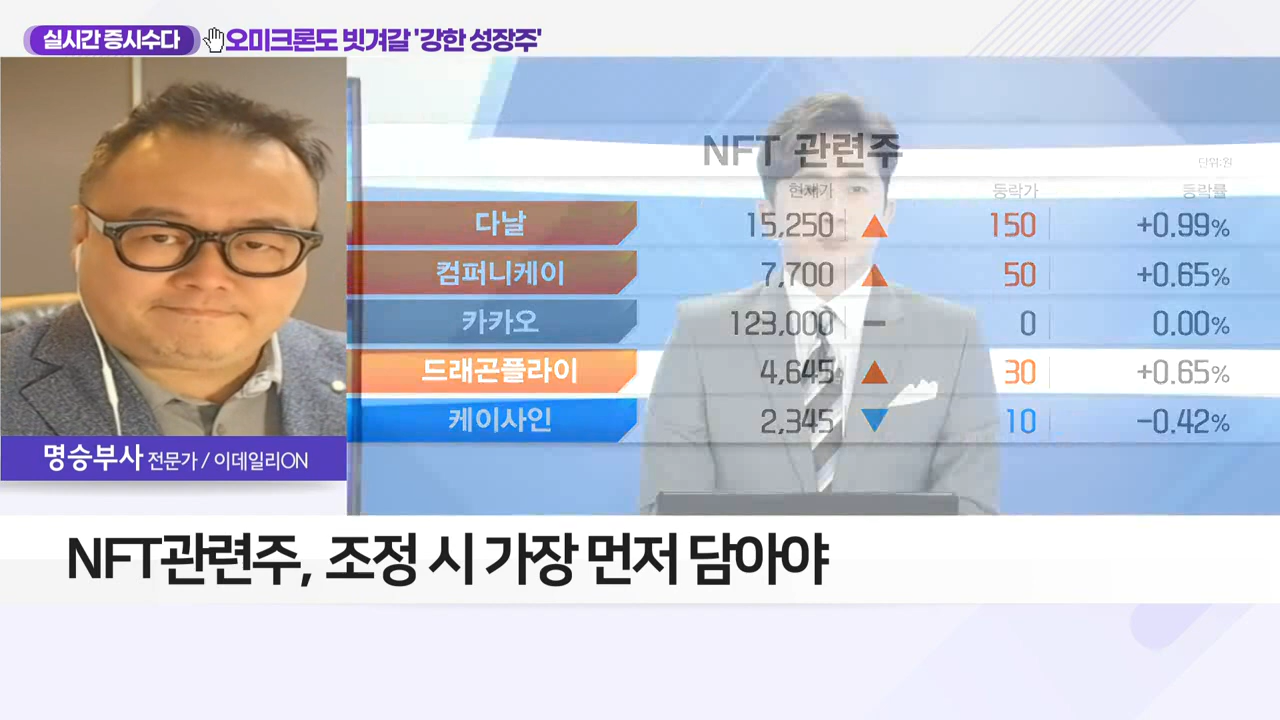 실시간 증시수다 오미크론도 빗겨갈 '강한 성장주'
NFT 관련주
단위:원
현재가 등락가 등락률
다날 15,250 ▲ 150 +0.99%
컴퍼니케이 7,700 ▲ 50 +0.65%
카카오 123,000 – 0 0.00%
드래곤플라이 4,645 ▲ 30 +0.65%
케이사인 2,345 ▼ 10 -0.42%
명승부사 전문가 / 이데일리ON
NFT관련주, 조정 시 가장 먼저 담아야